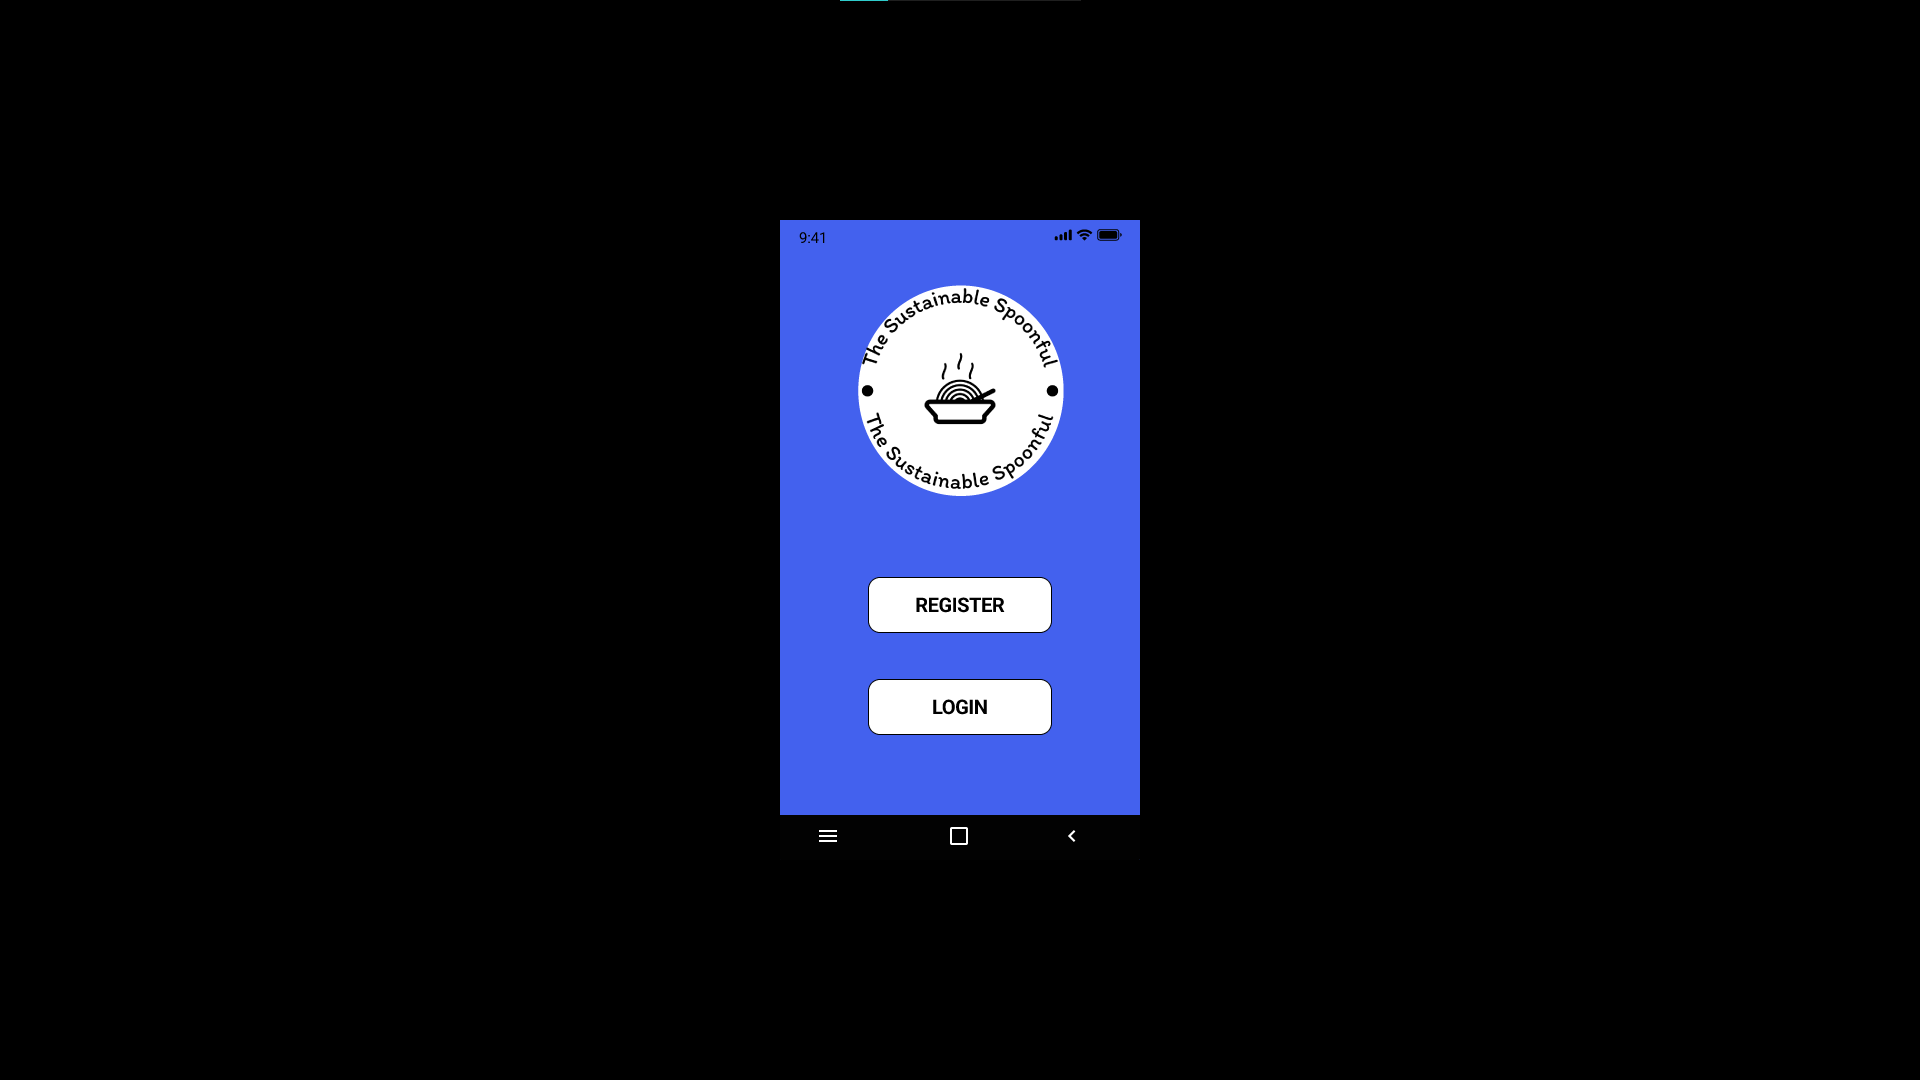 9:41
The Sustainable Spoonful
The Sustainable Spoonful
REGISTER
LOGIN